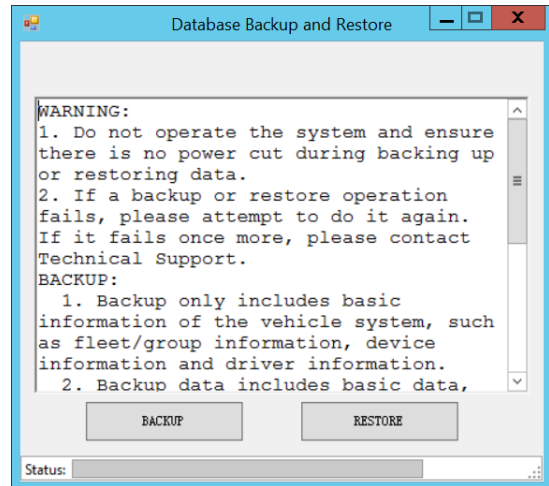 Database Backup and Restore
WARNING:
1. Do not operate the system and ensure
there is no power cut during backing up
or restoring data.
2. If a backup or restore operation
fails, please attempt to do it again.
If it fails once more, please contact
Technical Support.
BACKUP:
1. Backup only includes basic
information of the vehicle system, such
as fleet/group information, device
information and driver information.
2. Backup data includes basic data,
BACKUP
RESTORE
Status: